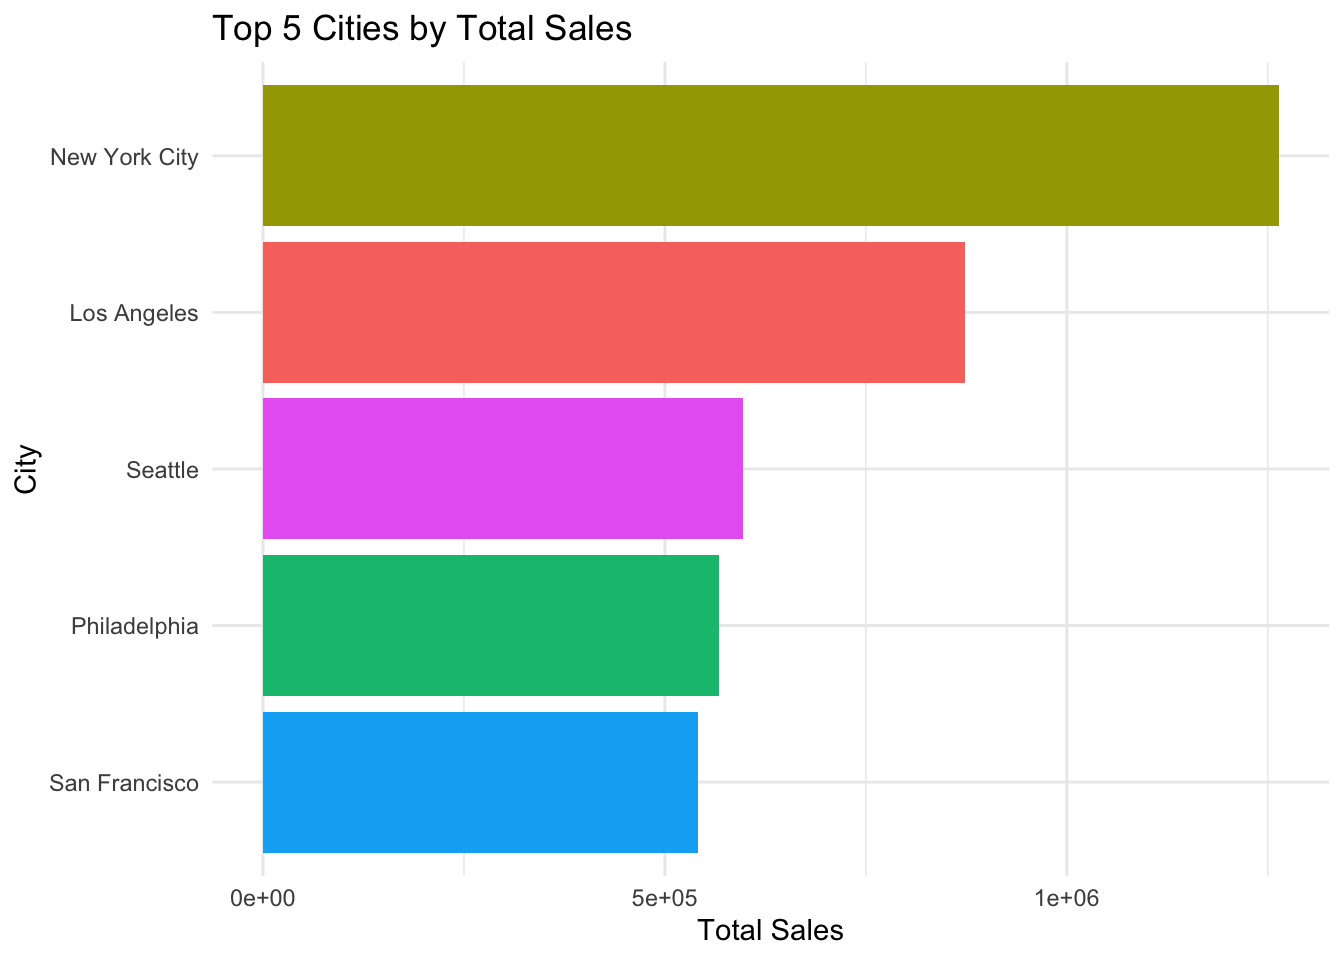 Top 5 Cities by Total Sales
New York City
Los Angeles
Seattle
Philadelphia
San Francisco
City
0e+00 5e+05 1e+06
Total Sales